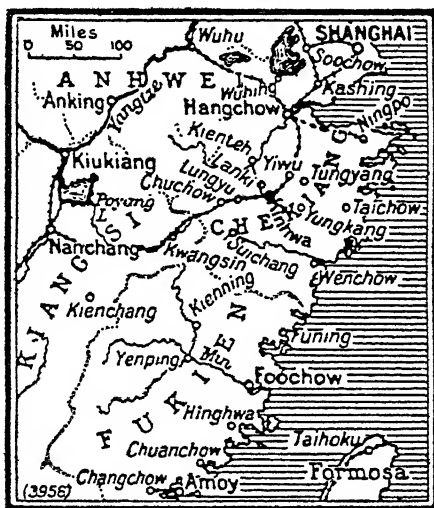 Miles
0 50 100
Wuhu
SHANGHAI
Soochow
ANHWEI
Wuhing
Kashing
Anking
Yangtze
Hangchow
Ningpo
Kienteh
Kiukiang
Lanki
Yiwu
Lungyu
Tungyang
Chuchow
Poyang
L.
CHEKIANG
Kinhwa
Yungkang
Taichow
Nanchang
Kwangsin
Suichang
Wenchow
KIANGSI
Kienning
Kienchang
Funing
Yenping
Min
Foochow
FUKIEN
Hinghwa
Chuanchow
Taihoku
Changchow
Formosa
(3956)
Amoy